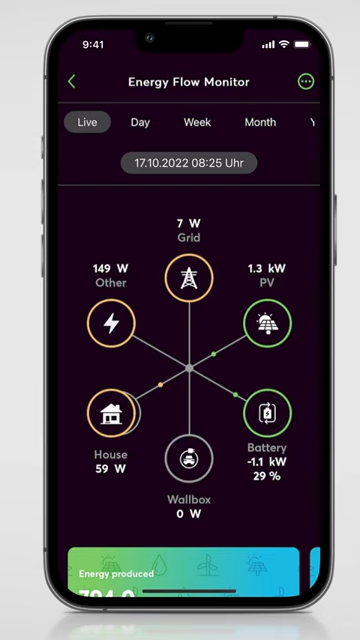 9:41
Energy Flow Monitor
Live Day Week Month
17.10.2022 08:25 Uhr
7 W
Grid
149 W
Other
1.3 kW
PV
House
59 W
Battery
-1.1 kW
29 %
Wallbox
0 W
Energy produced